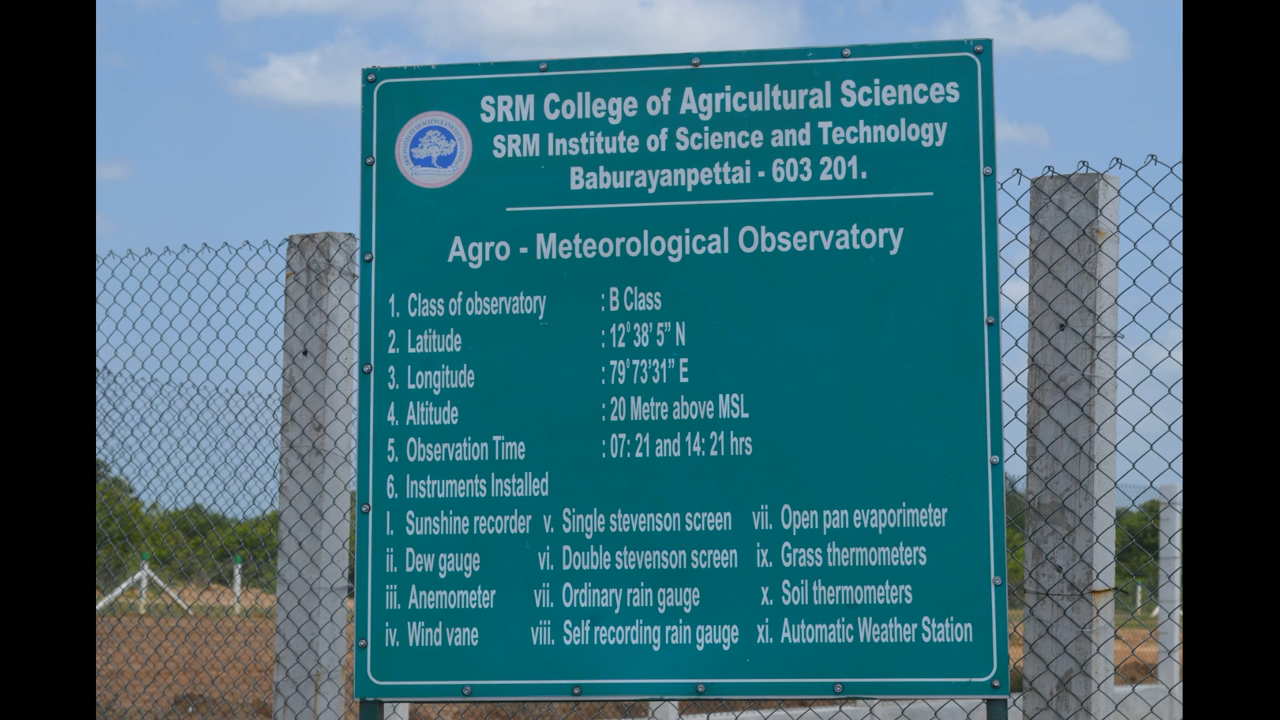 SRM College of Agricultural Sciences
SRM Institute of Science and Technology
Baburayanpettai - 603 201.
Agro - Meteorological Observatory
1. Class of observatory : B Class
2. Latitude : 12⁰ 38' 5" N
3. Longitude : 79⁰73'31" E
4. Altitude : 20 Metre above MSL
5. Observation Time : 07: 21 and 14: 21 hrs
6. Instruments Installed
I. Sunshine recorder v. Single stevenson screen vii. Open pan evaporimeter
ii. Dew gauge vi. Double stevenson screen ix. Grass thermometers
iii. Anemometer vii. Ordinary rain gauge x. Soil thermometers
iv. Wind vane viii. Self recording rain gauge xi. Automatic Weather Station